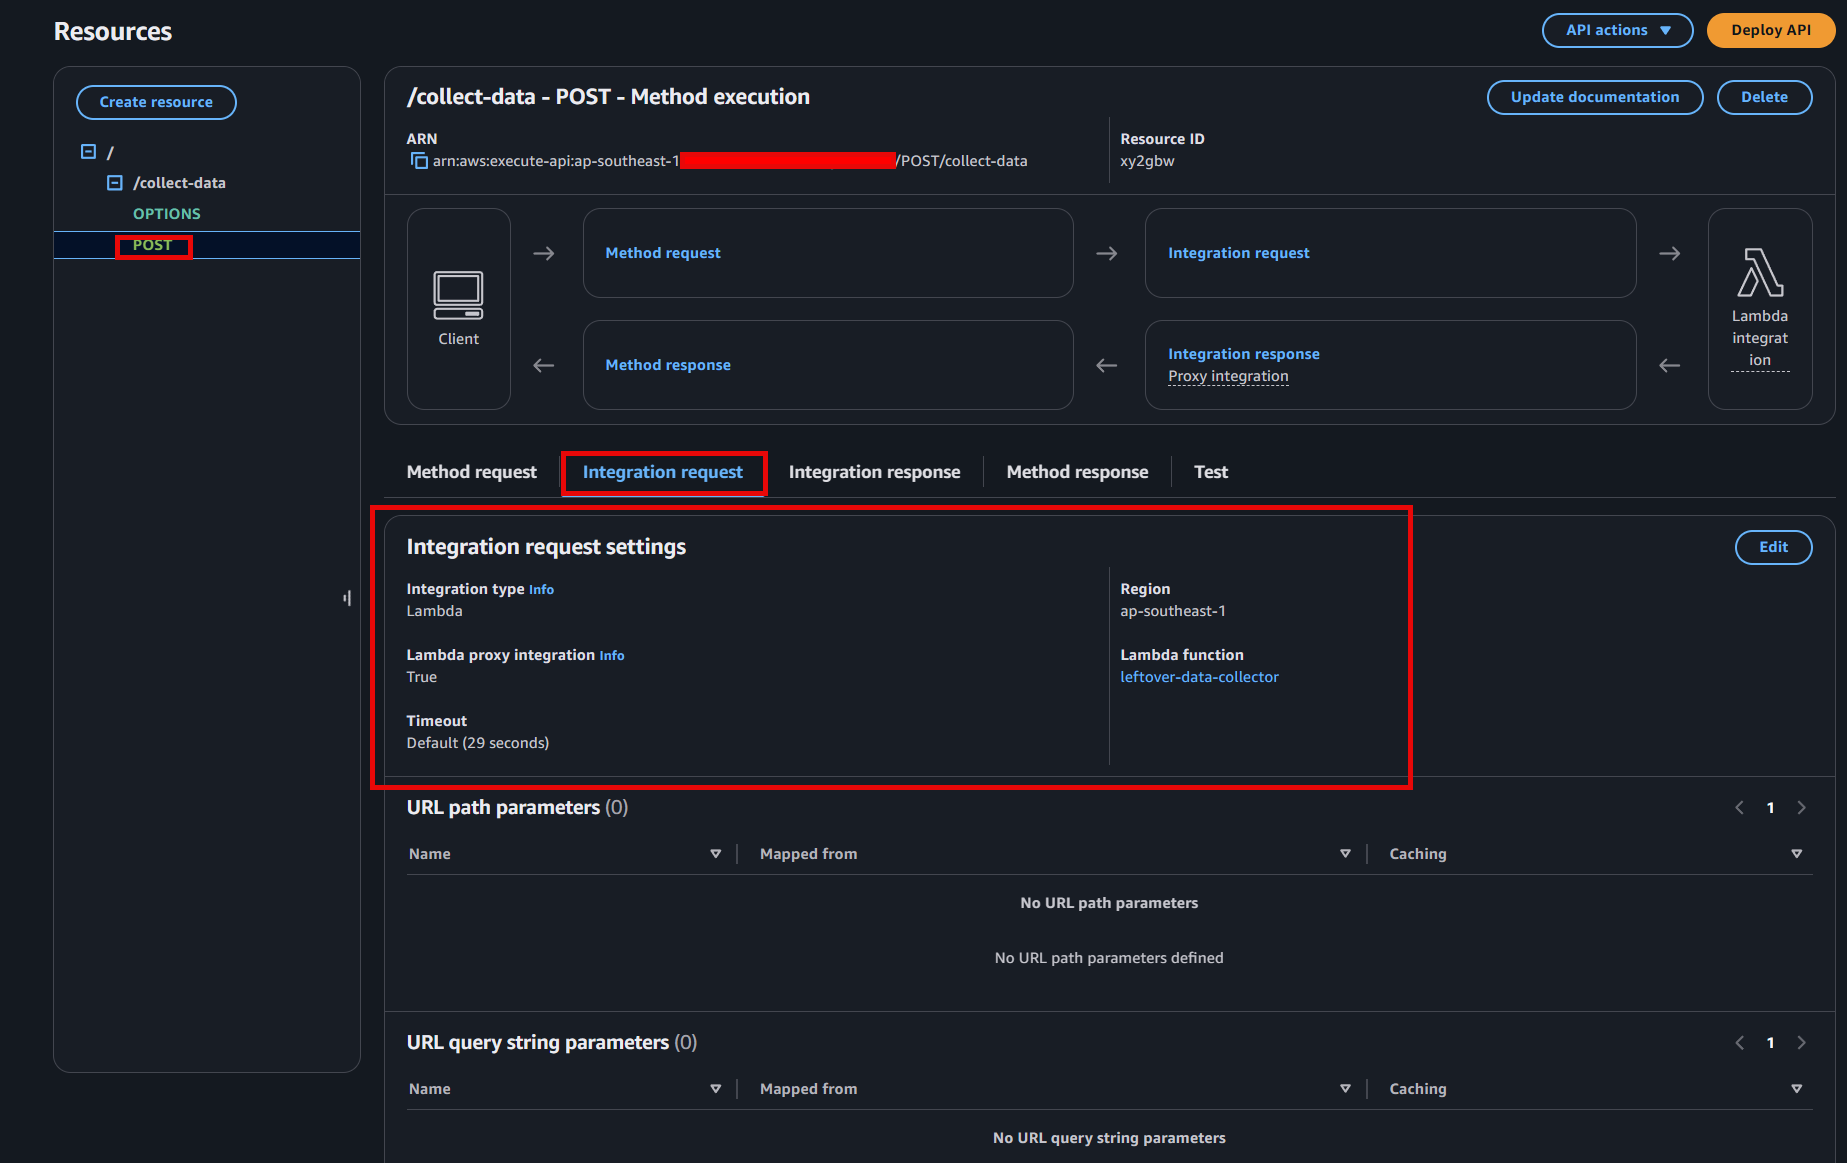 Resources
API actions
Deploy API
Create resource
/
/collect-data
OPTIONS
POST
/collect-data - POST - Method execution
Update documentation
Delete
ARN
arn:aws:execute-api:ap-southeast-1
/POST/collect-data
Resource ID
xy2gbw
Client
Method request
Integration request
Method response
Integration response
Proxy integration
Lambda
integrat
ion
Method request
Integration request
Integration response
Method response
Test
Integration request settings
Edit
Integration type Info
Lambda
Region
ap-southeast-1
Lambda proxy integration Info
True
Lambda function
leftover-data-collector
Timeout
Default (29 seconds)
URL path parameters (0)
1
Name
Mapped from
Caching
No URL path parameters
No URL path parameters defined
URL query string parameters (0)
1
Name
Mapped from
Caching
No URL query string parameters